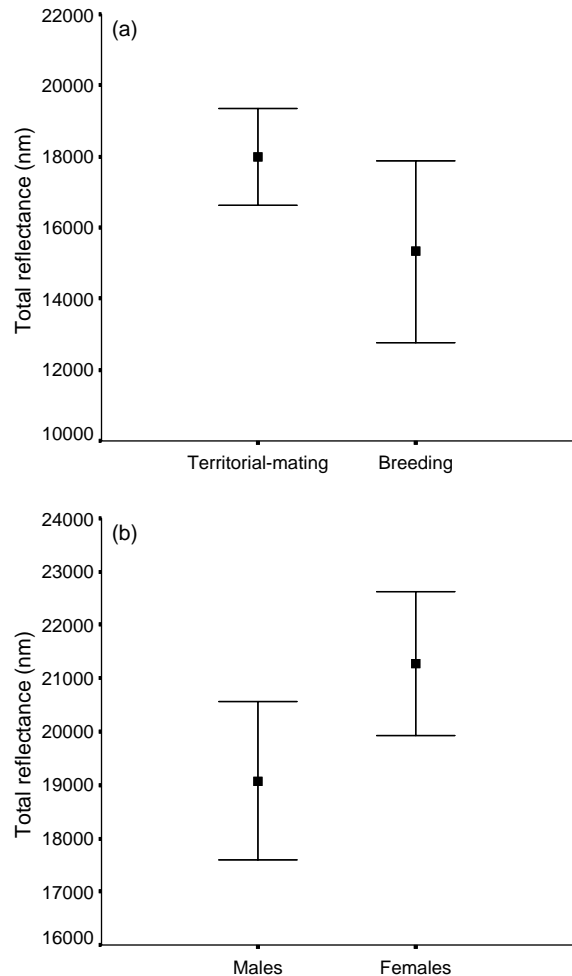 (a)
Total reflectance (nm)
22000
20000
18000
16000
14000
12000
10000
Territorial-mating Breeding
(b)
Total reflectance (nm)
24000
23000
22000
21000
20000
19000
18000
17000
16000
Males Females